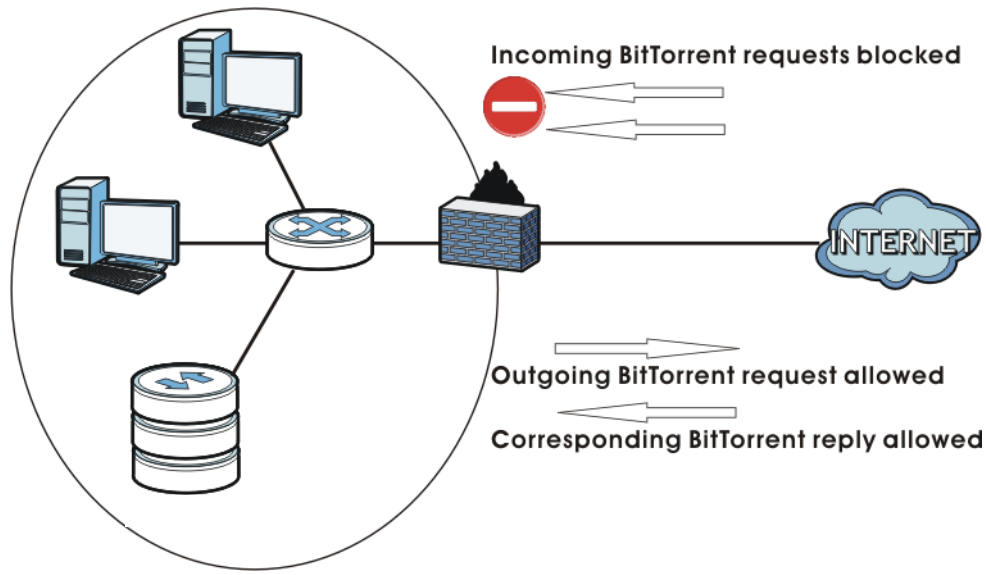 Incoming BitTorrent requests blocked
INTERNET
Outgoing BitTorrent request allowed
Corresponding BitTorrent reply allowed